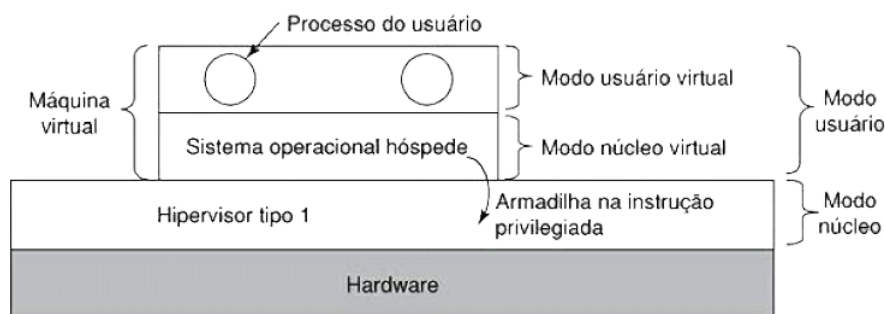 Processo do usuário
Máquina
virtual
Modo usuário virtual
Modo
usuário
Sistema operacional hóspede
Modo núcleo virtual
Hipervisor tipo 1
Armadilha na instrução
privilegiada
Modo
núcleo
Hardware